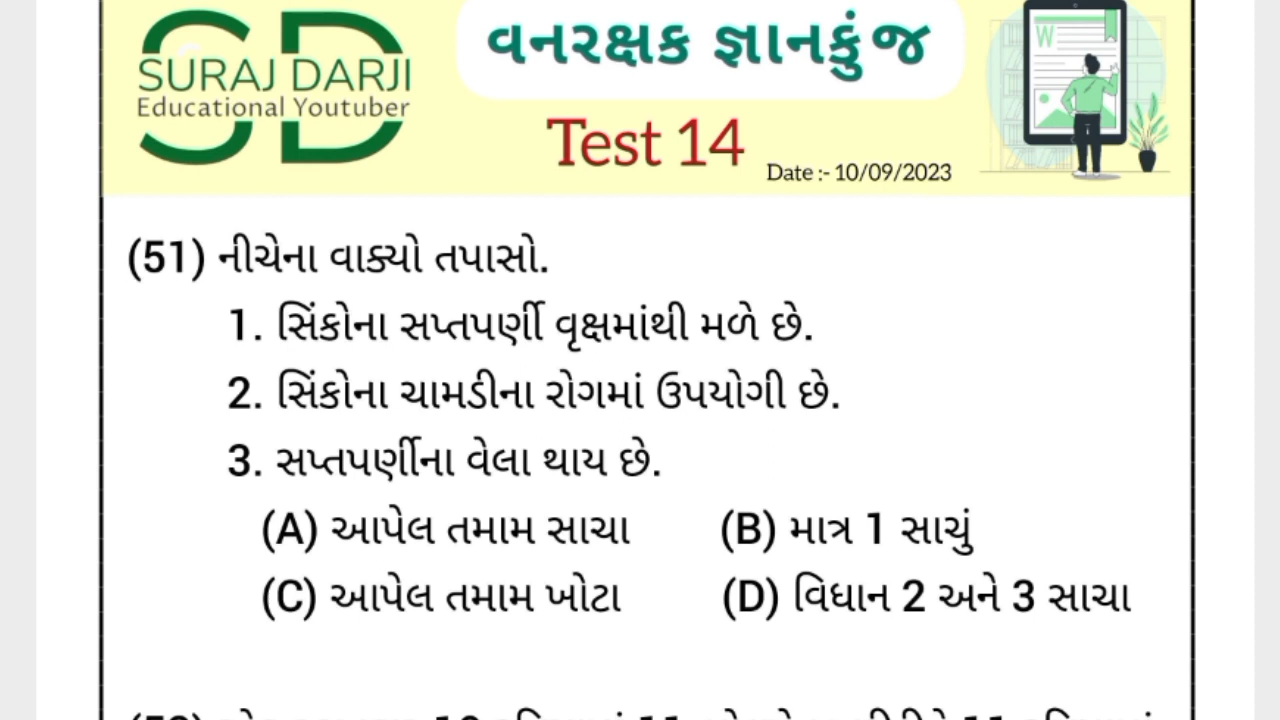 SURAJ DARJI
Educational Youtuber
વનરક્ષક જ્ઞાનકુંજ
Test 14
Date :- 10/09/2023
W
(51) નીચેના વાક્યો તપાસો.
1. સિંકોના સપ્તપર્ણી વૃક્ષમાંથી મળે છે.
2. સિંકોના ચામડીના રોગમાં ઉપયોગી છે.
3. સપ્તપર્ણીના વેલા થાય છે.
(A) આપેલ તમામ સાચા (B) માત્ર 1 સાચું
(C) આપેલ તમામ ખોટા (D) વિધાન 2 અને 3 સાચા